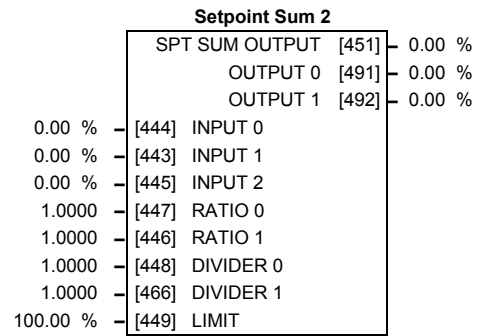 Setpoint Sum 2
SPT SUM OUTPUT [451] – 0.00 %
OUTPUT 0 [491] – 0.00 %
OUTPUT 1 [492] – 0.00 %
0.00 % – [444] INPUT 0
0.00 % – [443] INPUT 1
0.00 % – [445] INPUT 2
1.0000 – [447] RATIO 0
1.0000 – [446] RATIO 1
1.0000 – [448] DIVIDER 0
1.0000 – [466] DIVIDER 1
100.00 % – [449] LIMIT